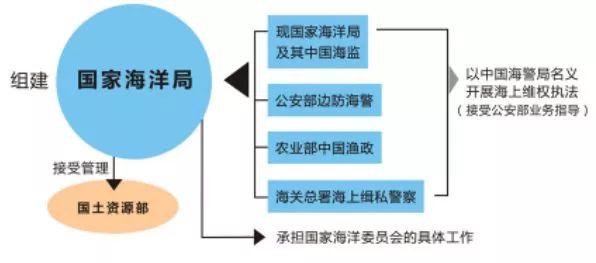 组建
国家海洋局
现国家海洋局
及其中国海监
公安部边防海警
农业部中国渔政
海关总署海上缉私警察
以中国海警局名义
开展海上维权执法
（接受公安部业务指导）
接受管理
国土资源部
承担国家海洋委员会的具体工作